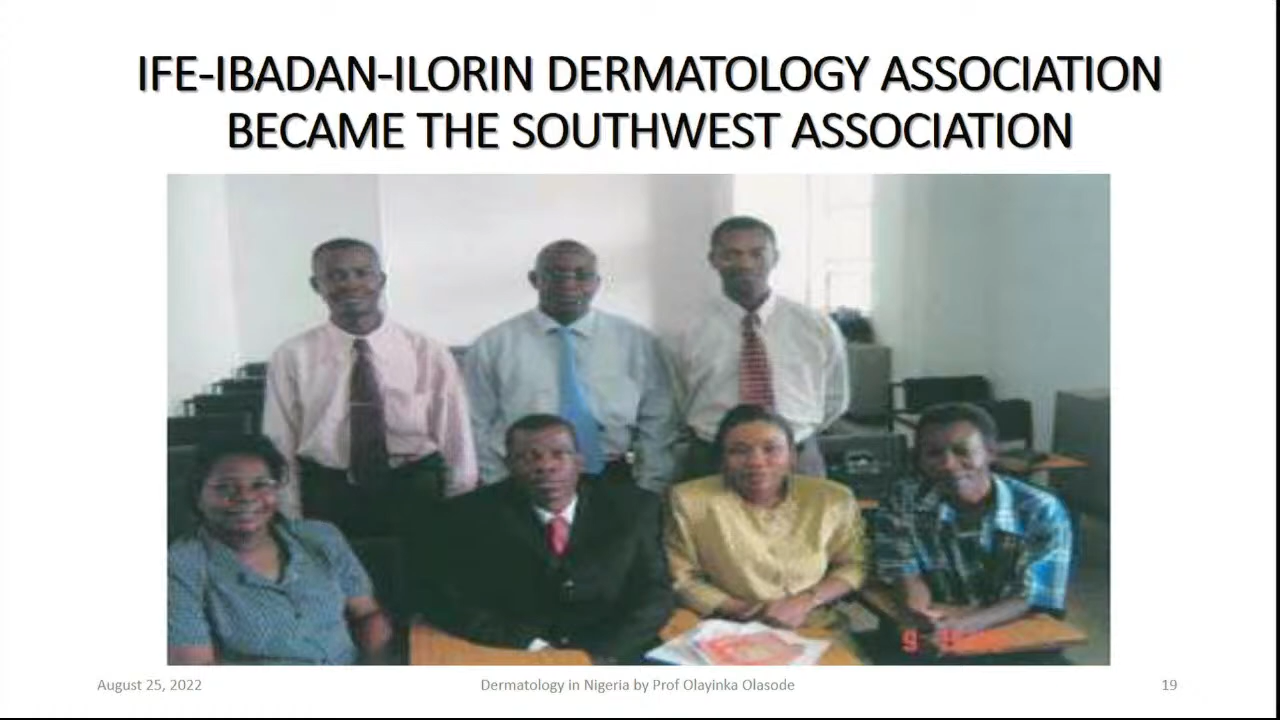 IFE-IBADAN-ILORIN DERMATOLOGY ASSOCIATION
BECAME THE SOUTHWEST ASSOCIATION
August 25, 2022
Dermatology in Nigeria by Prof Olayinka Olasode
19